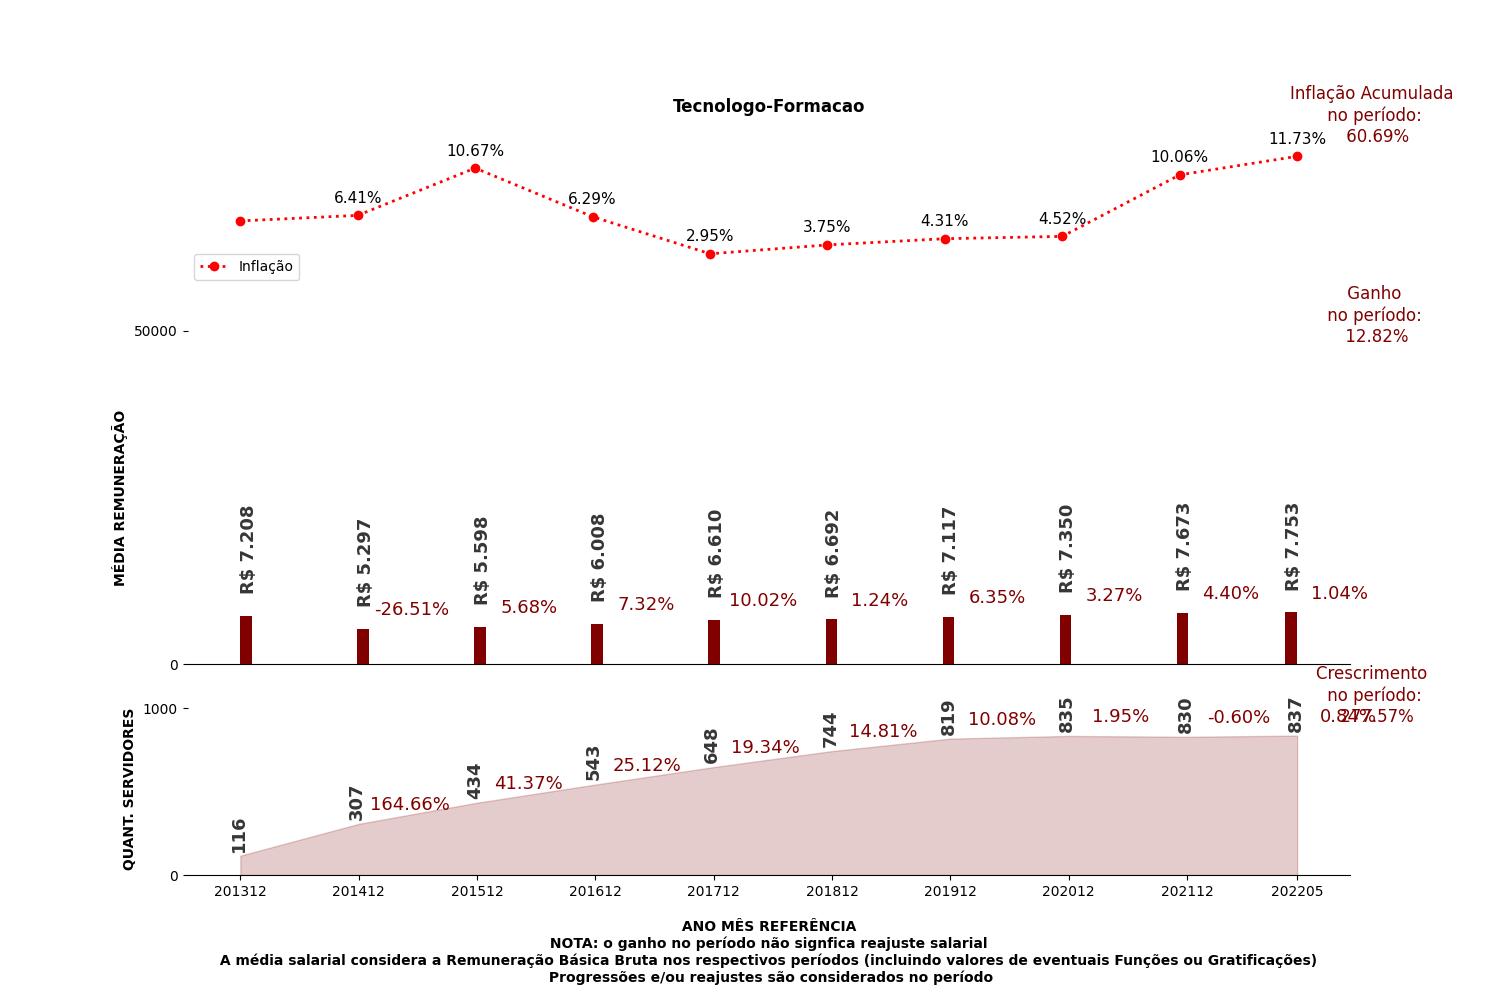 Tecnologo-Formacao
Inflação Acumulada
no período:
60.69%
6.41%
10.67%
6.29%
2.95%
3.75%
4.31%
4.52%
10.06%
11.73%
Inflação
Ganho
no período:
12.82%
50000
0
MÉDIA REMUNERAÇÃO
R$ 7.208
R$ 5.297
R$ 5.598
R$ 6.008
R$ 6.610
R$ 6.692
R$ 7.117
R$ 7.350
R$ 7.673
R$ 7.753
-26.51%
5.68%
7.32%
10.02%
1.24%
6.35%
3.27%
4.40%
1.04%
Crescrimento
no período:
0.84%
1000
0
QUANT. SERVIDORES
116
307
434
543
648
744
819
835
830
837
164.66%
41.37%
25.12%
19.34%
14.81%
10.08%
1.95%
-0.60%
201312
201412
201512
201612
201712
201812
201912
202012
202112
202205
ANO MÊS REFERÊNCIA
NOTA: o ganho no período não signfica reajuste salarial
A média salarial considera a Remuneração Básica Bruta nos respectivos períodos (incluindo valores de eventuais Funções ou Gratificações)
Progressões e/ou reajustes são considerados no período